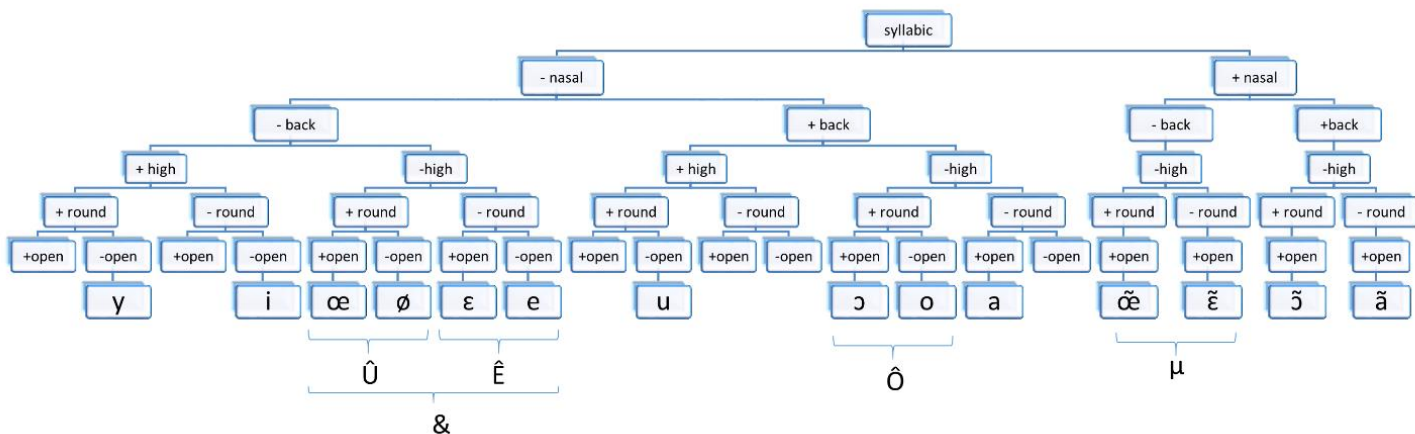 syllabic
- nasal + nasal
- back + back - back +back
+ high -high + high -high -high -high
+ round - round + round - round + round - round + round - round + round - round + round - round
+open -open +open -open +open -open +open -open +open -open +open -open +open -open +open -open +open +open +open +open
y i œ ø ɛ e u ɔ o a œ̃ ɛ̃ ɔ̃ ã
Û Ê Ô µ
&